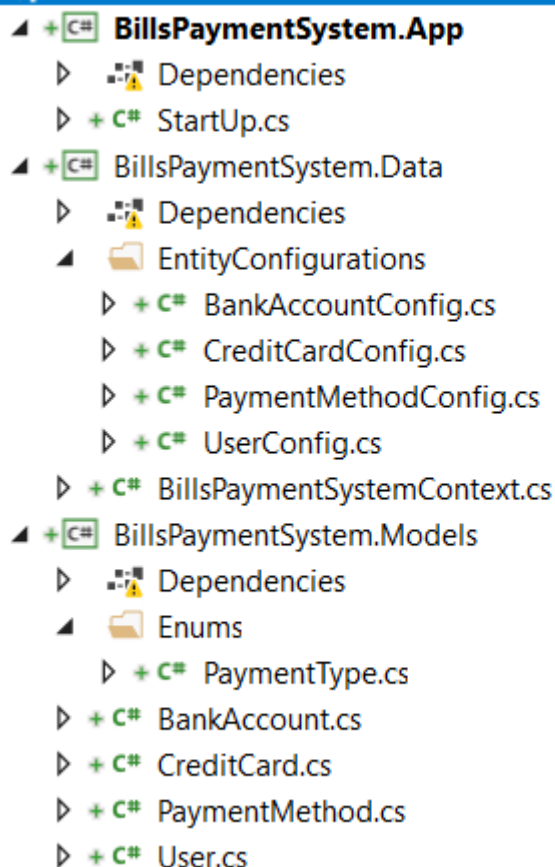 C# BillsPaymentSystem.App
Dependencies
+ C# StartUp.cs
+ C# BillsPaymentSystem.Data
Dependencies
EntityConfigurations
+ C# BankAccountConfig.cs
+ C# CreditCardConfig.cs
+ C# PaymentMethodConfig.cs
+ C# UserConfig.cs
+ C# BillsPaymentSystemContext.cs
+ C# BillsPaymentSystem.Models
Dependencies
Enums
+ C# PaymentType.cs
+ C# BankAccount.cs
+ C# CreditCard.cs
+ C# PaymentMethod.cs
+ C# User.cs